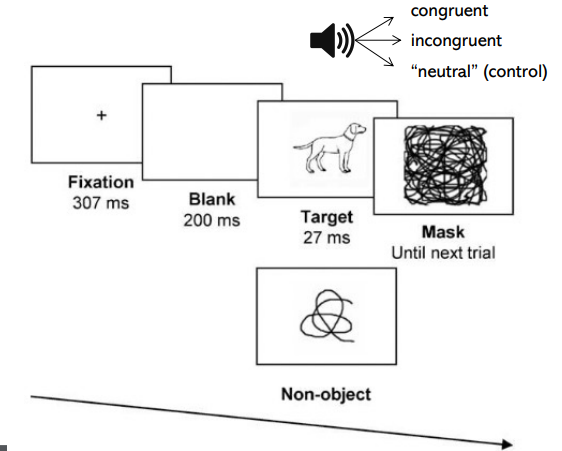 congruent
incongruent
“neutral” (control)
+
Fixation
307 ms
Blank
200 ms
Target
27 ms
Mask
Until next trial
Non-object